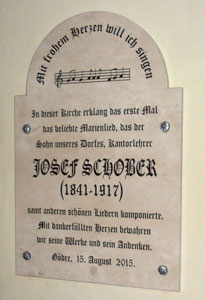 Mit frohem Herzen will ich singen
In dieser Kirche erklang das erste Mal
das beliebte Marienlied, das der
Sohn unseres Dorfes, Kantorlehrer
JOSEF SCHOBER
(1841-1917)
samt anderen schönen Liedern komponierte.
Mit dankerfülltem Herzen bewahren
wir seine Werke und sein Andenken.
Gödre, 15. August 2015.